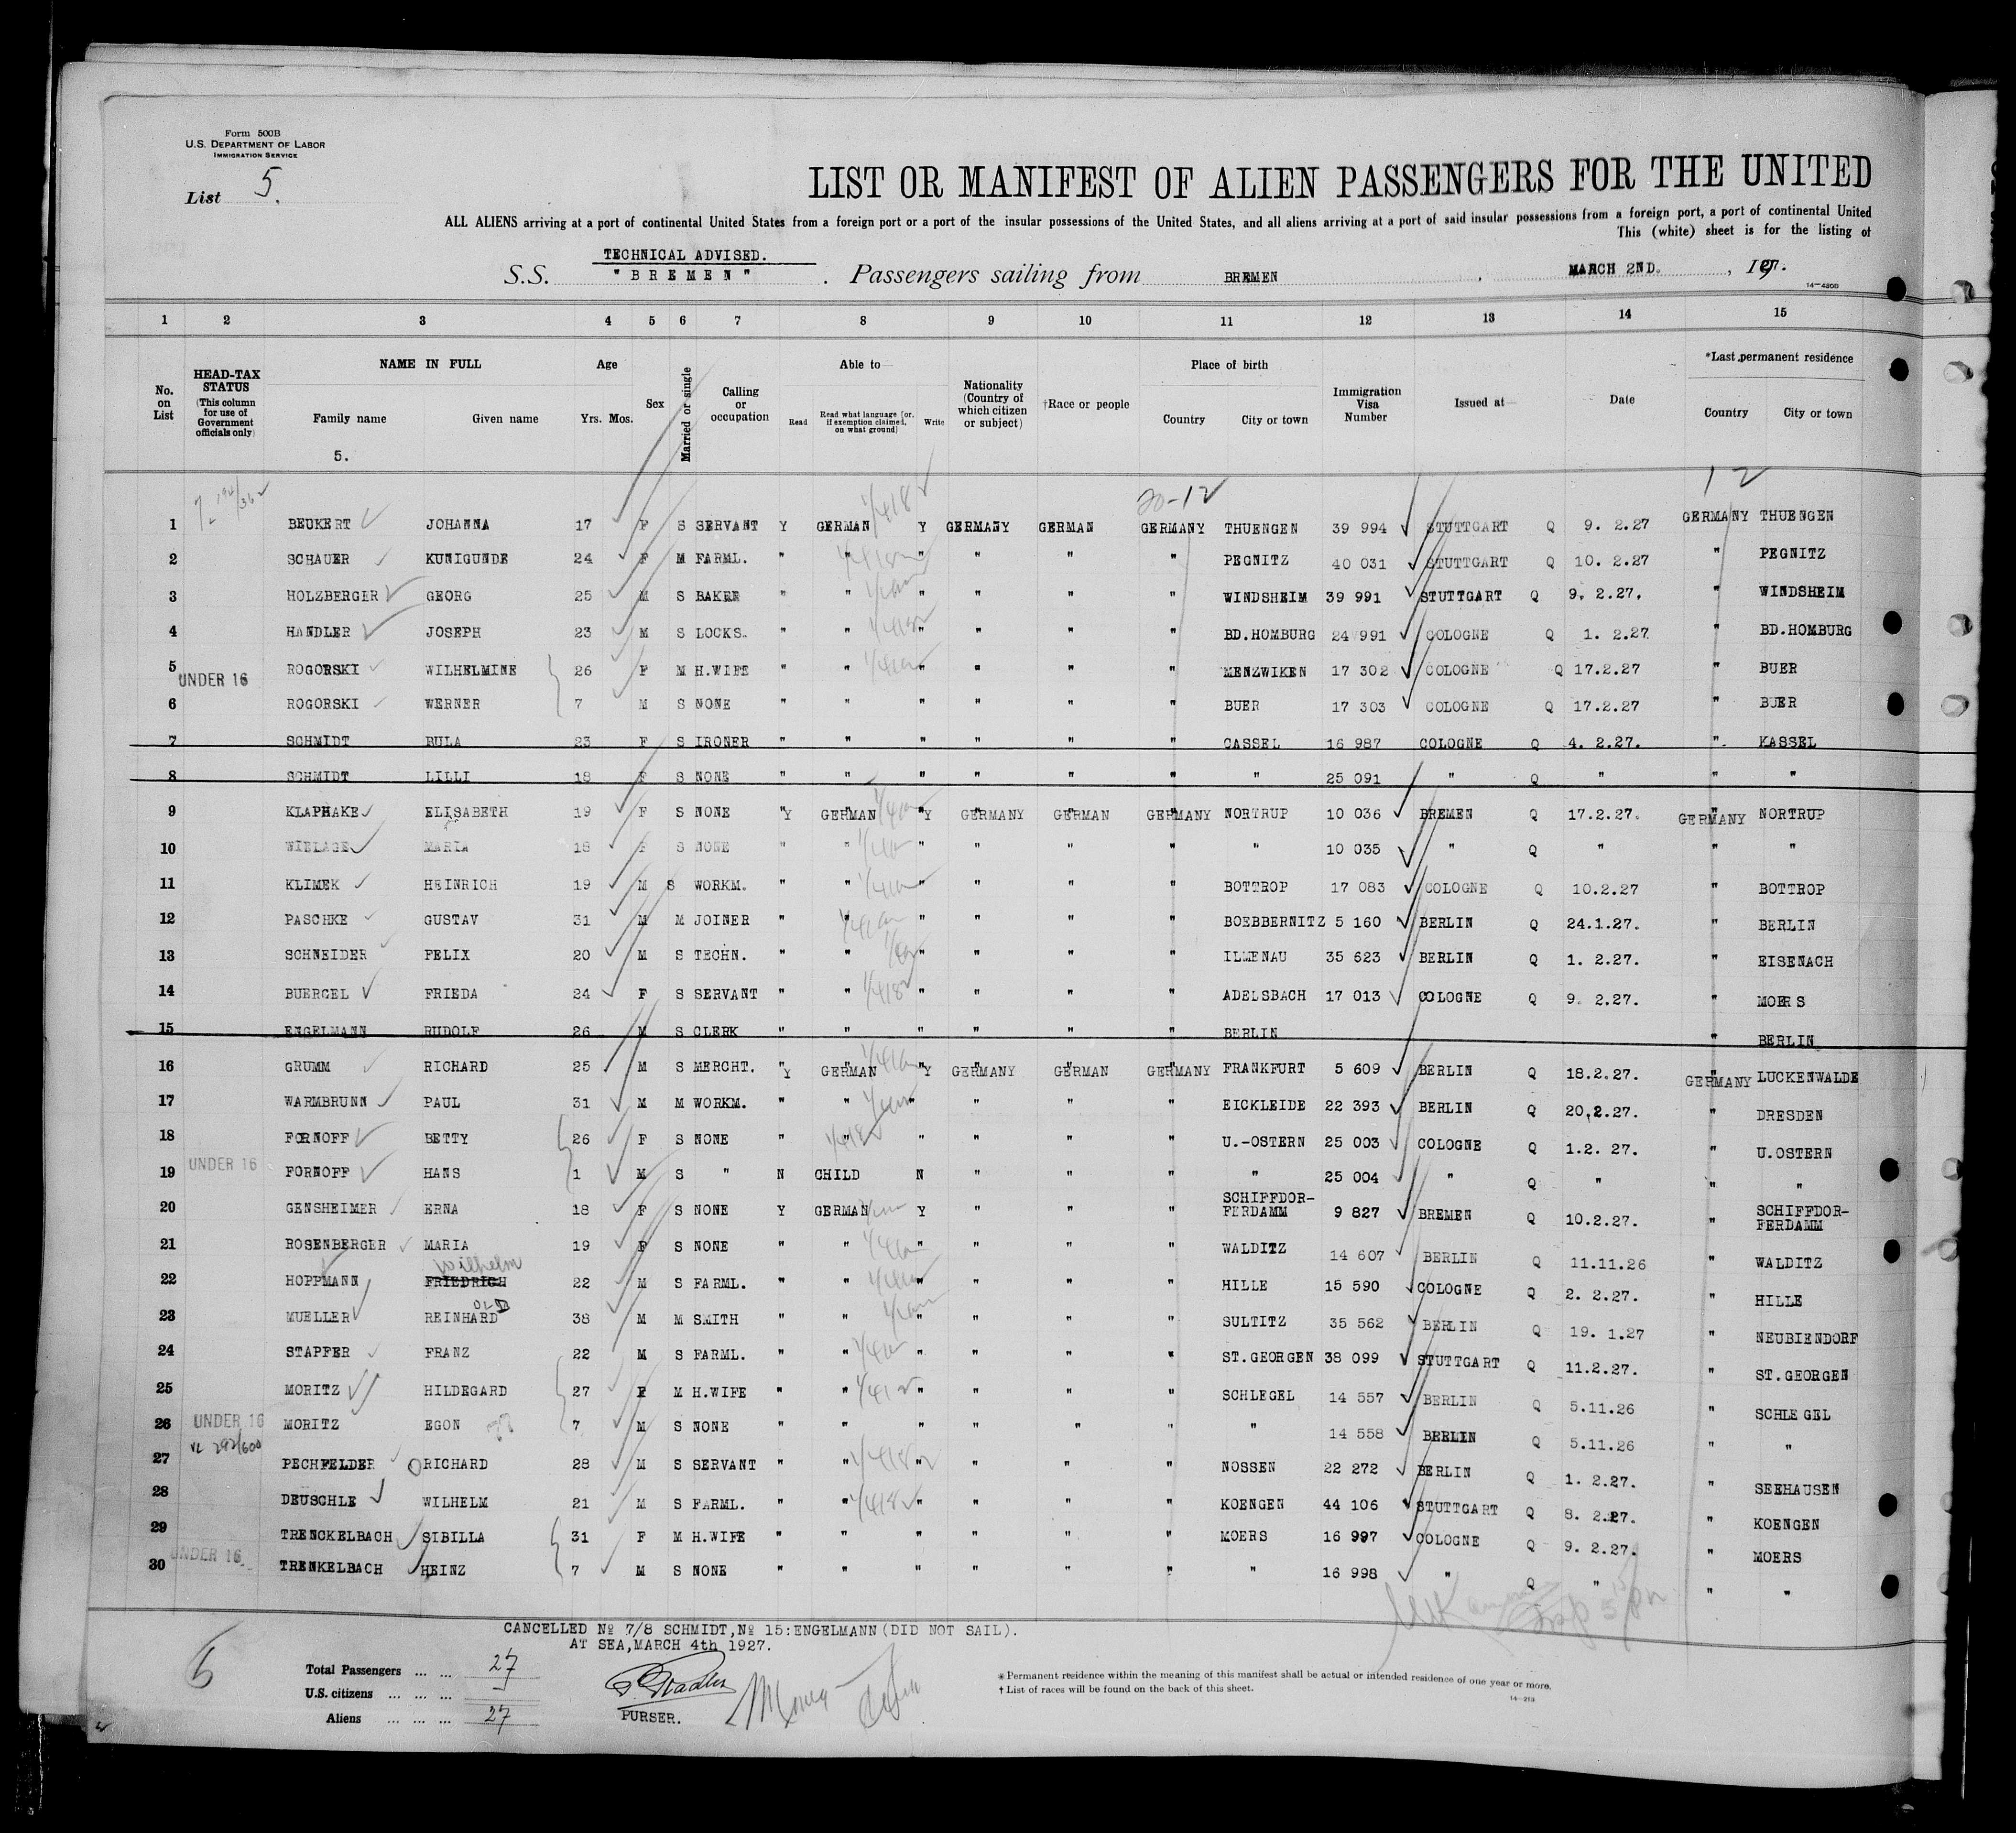 Form 500B
U.S. DEPARTMENT OF LABOR
IMMIGRATION SERVICE
List 5.
LIST OR MANIFEST OF ALIEN PASSENGERS FOR THE UNITED
ALL ALIENS arriving at a port of continental United States from a foreign port or a port of the insular possessions of the United States, and all aliens arriving at a port of said insular possessions from a foreign port, a port of continental United
This (white) sheet is for the listing of
TECHNICAL ADVISED.
S.S. "BREMEN". Passengers sailing from BREMEN, MARCH 2ND., 1927.
14-4300
1 2 3 4 5 6 7 8 9 10 11 12 13 14 15
No. on List
HEAD-TAX STATUS (This column for use of Government officials only)
NAME IN FULL
Family name Given name
5.
Age
Yrs. Mos.
Sex
Married or single
Calling or occupation
Able to
Read Read what language [or, if exemption claimed, on what ground] Write
Nationality (Country of which citizen or subject)
†Race or people
Place of birth
Country City or town
Immigration Visa Number
Issued at
Date
*Last permanent residence
Country City or town
20-12 12
1 BEUKERT JOHANNA 17 F S SERVANT Y GERMAN Y GERMANY GERMAN GERMANY THUENGEN 39 994 STUTTGART Q 9. 2.27 GERMANY THUENGEN
2 SCHAUER KUNIGUNDE 24 F M FARML. " " " " " " PEGNITZ 40 031 STUTTGART Q 10. 2.27 " PEGNITZ
3 HOLZBERGER GEORG 25 M S BAKER " " " " " " WINDSHEIM 39 991 STUTTGART Q 9. 2.27. " WINDSHEIM
4 HANDLER JOSEPH 23 M S LOCKS. " " " " " " BD.HOMBURG 24 991 COLOGNE Q 1. 2.27 " BD.HOMBURG
5 ROGORSKI WILHELMINE 26 F M H.WIFE " " " " " " MENZWIKEN 17 302 COLOGNE Q 17.2.27 " BUER
UNDER 16
6 ROGORSKI WERNER 7 M S NONE " " " " " " BUER 17 303 COLOGNE Q 17.2.27 " BUER
7 SCHMIDT BULA 23 F S IRONER " " " " " " CASSEL 16 987 COLOGNE Q 4. 2.27. " KASSEL
8 SCHMIDT LILLI 18 F S NONE " " " " " " " 25 091 " Q " " "
9 KLAPHAKE ELISABETH 19 F S NONE "Y GERMAN "Y GERMANY GERMAN GERMANY NORTRUP 10 036 BREMEN Q 17.2.27. GERMANY NORTRUP
10 WIELAGE MARIA 18 F S NONE " " " " " " " 10 035 " Q " " "
11 KLIMEK HEINRICH 19 M S WORKM. " " " " " " BOTTROP 17 083 COLOGNE Q 10.2.27 " BOTTROP
12 PASCHKE GUSTAV 31 M M JOINER " " " " " " BOEBBERNITZ 5 160 BERLIN Q 24.1.27. " BERLIN
13 SCHNEIDER FELIX 20 M S TECHN. " " " " " " ILMENAU 35 623 BERLIN Q 1. 2.27. " EISENACH
14 BUERGEL FRIEDA 24 F S SERVANT " " " " " " ADELSBACH 17 013 COLOGNE Q 9. 2.27. " MOERS
15 ENGELMANN RUDOLF 26 M S CLERK " " " " " " BERLIN " BERLIN
16 GRUMM RICHARD 25 M S MERCHT. "Y GERMAN "Y GERMANY GERMAN GERMANY FRANKFURT 5 609 BERLIN Q 18.2.27. GERMANY LUCKENWALDE
17 WARMBRUNN PAUL 31 M M WORKM. " " " " " " EICKLEIDE 22 393 BERLIN Q 20.2.27. " DRESDEN
18 FORNOFF BETTY 26 F S NONE " " " " " " U.-OSTERN 25 003 COLOGNE Q 1.2. 27. " U.OSTERN
UNDER 16
19 FORNOFF HANS 1 M S " N CHILD N " " " " 25 004 " Q " " "
20 GENSHEIMER ERNA 18 F S NONE Y GERMAN Y " " " SCHIFFDOR-FERDAMM 9 827 BREMEN Q 10.2.27. " SCHIFFDOR-FERDAMM
21 ROSENBERGER MARIA 19 F S NONE " " " " " " WALDITZ 14 607 BERLIN Q 11.11.26 " WALDITZ
Wilhelm
22 HOPPMANN FRIEDRICH 22 M S FARML. " " " " " " HILLE 15 590 COLOGNE Q 2. 2.27. " HILLE
OLD
23 MUELLER REINHARD 38 M M SMITH " " " " " " SULTITZ 35 562 BERLIN Q 19. 1.27 " NEUBIENDORF
24 STAPFER FRANZ 22 M S FARML. " " " " " " ST.GEORGEN 38 099 STUTTGART Q 11.2.27. " ST.GEORGEN
25 MORITZ HILDEGARD 27 F M H.WIFE " " " " " " SCHLEGEL 14 557 BERLIN Q 5.11.26 " SCHLEGEL
26 UNDER 16 MORITZ EGON 7 M S NONE " " " " " " " 14 558 BERLIN Q 5.11.26 " "
27 PECHFELDER RICHARD 28 M S SERVANT " " " " " " NOSSEN 22 272 BERLIN Q 1. 2.27. " SEEHAUSEN
28 DEUSCHLE WILHELM 21 M S FARML. " " " " " " KOENGEN 44 106 STUTTGART Q 8. 2.27. " KOENGEN
29 TRENCKELBACH SIBILLA 31 F M H.WIFE " " " " " " MOERS 16 997 COLOGNE Q 9. 2.27. " MOERS
UNDER 16
30 TRENKELBACH HEINZ 7 M S NONE " " " " " " " 16 998 " Q " " "
CANCELLED № 7/8 SCHMIDT,№ 15:ENGELMANN(DID NOT SAIL).
AT SEA,MARCH 4th 1927.
Total Passengers ... ... 27
U.S. citizens ... ... ...
Aliens ... ... ... 27
PURSER.
* Permanent residence within the meaning of this manifest shall be actual or intended residence of one year or more.
† List of races will be found on the back of this sheet.
14-213